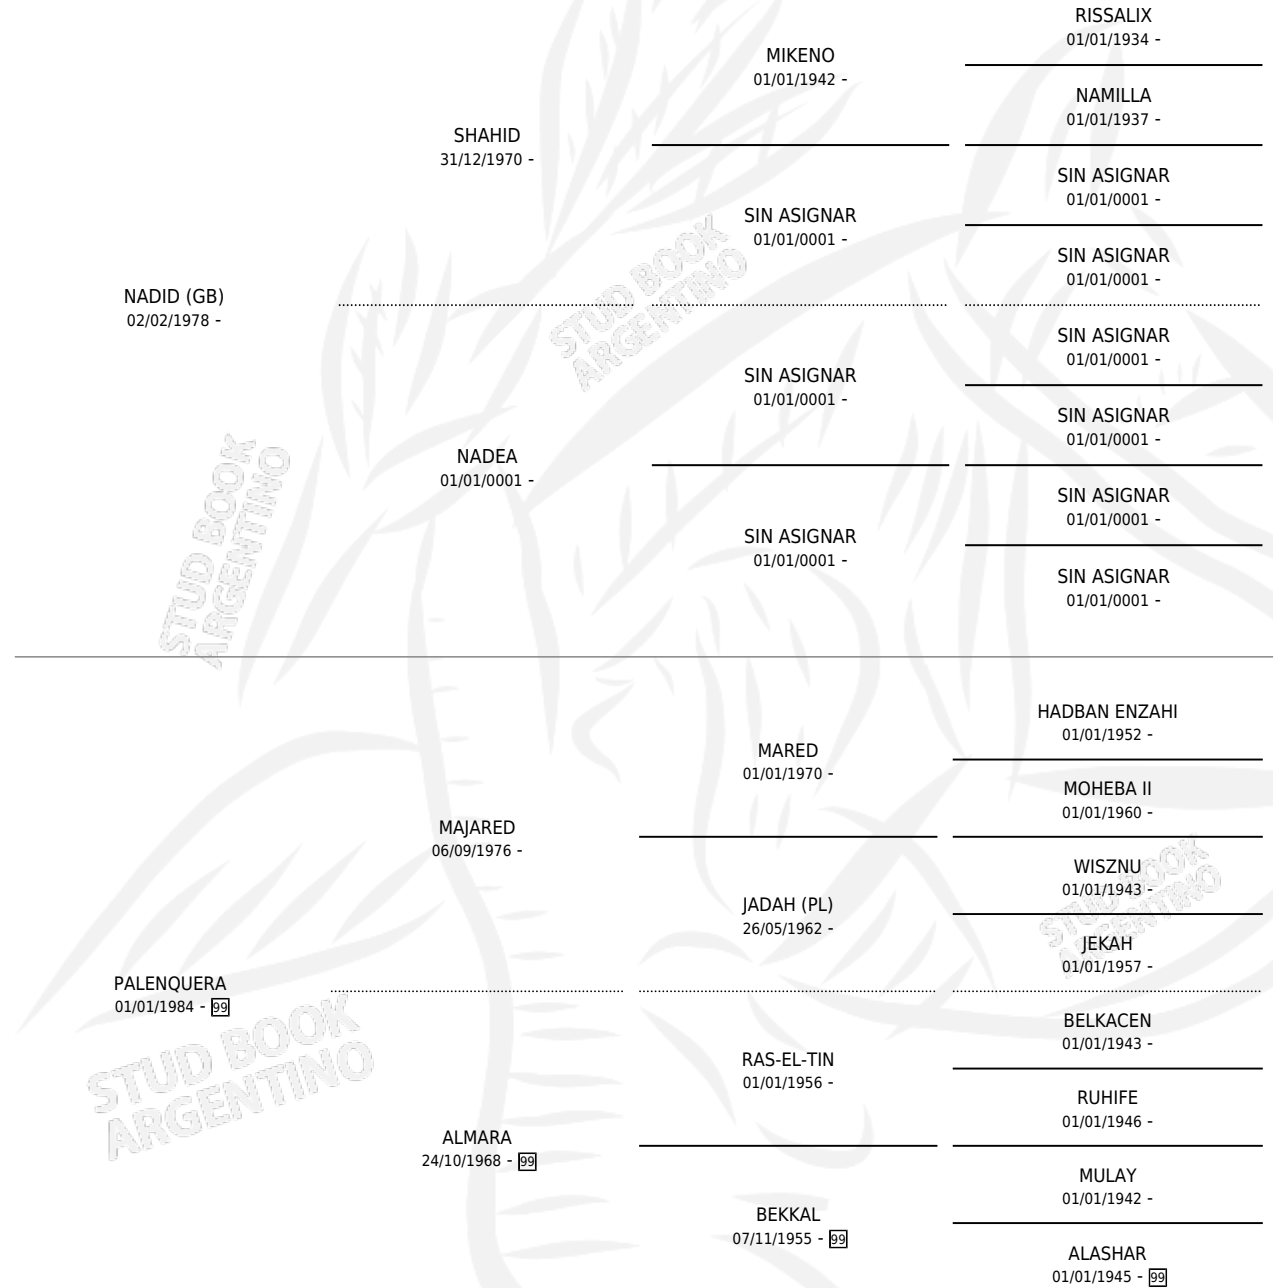 RISSALIX
01/01/1934 -
MIKENO
01/01/1942 -
NAMILLA
01/01/1937 -
SHAHID
31/12/1970 -
SIN ASIGNAR
01/01/0001 -
SIN ASIGNAR
01/01/0001 -
SIN ASIGNAR
01/01/0001 -
NADID (GB)
02/02/1978 -
STUD BOOK
ARGENTINO
SIN ASIGNAR
01/01/0001 -
SIN ASIGNAR
01/01/0001 -
SIN ASIGNAR
01/01/0001 -
NADEA
01/01/0001 -
SIN ASIGNAR
01/01/0001 -
SIN ASIGNAR
01/01/0001 -
SIN ASIGNAR
01/01/0001 -
STUD BOOK
ARGENTINO
HADBAN ENZAHI
01/01/1952 -
MARED
01/01/1970 -
MOHEBA II
01/01/1960 -
MAJARED
06/09/1976 -
WISZNU
01/01/1943 -
JADAH (PL)
26/05/1962 -
JEKAH
01/01/1957 -
STUD BOOK
ARGENTINO
PALENQUERA
01/01/1984 - 99
BELKACEN
01/01/1943 -
RAS-EL-TIN
01/01/1956 -
RUHIFE
01/01/1946 -
STUD BOOK
ARGENTINO
ALMARA
24/10/1968 - 99
MULAY
01/01/1942 -
BEKKAL
07/11/1955 - 99
ALASHAR
01/01/1945 - 99